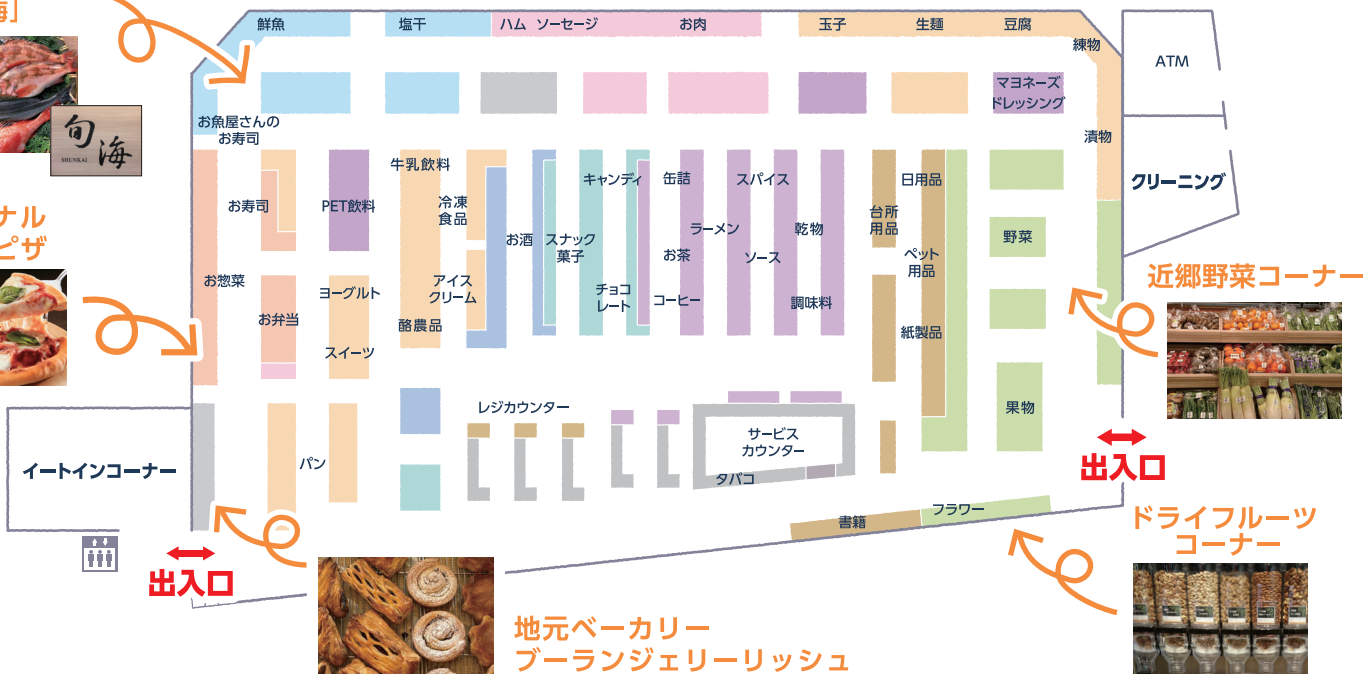 海」
鮮魚
塩干
ハム ソーセージ
お肉
玉子
生麺
豆腐
練物
ATM
マヨネーズ
ドレッシング
お魚屋さんの
お寿司
旬海
SHUNKAI
漬物
クリーニング
ナル
ピザ
お寿司
PET飲料
牛乳飲料
冷凍
食品
お酒
スナック
菓子
キャンディ
缶詰
ラーメン
スパイス
乾物
台所
用品
日用品
野菜
お惣菜
ヨーグルト
アイス
クリーム
チョコ
レート
お茶
ソース
ペット
用品
近郷野菜コーナー
お弁当
酪農品
コーヒー
調味料
スイーツ
紙製品
果物
レジカウンター
サービス
カウンター
タバコ
イートインコーナー
パン
出入口
書籍
フラワー
ドライフルーツ
コーナー
出入口
地元ベーカリー
ブーランジェリーリッシュ